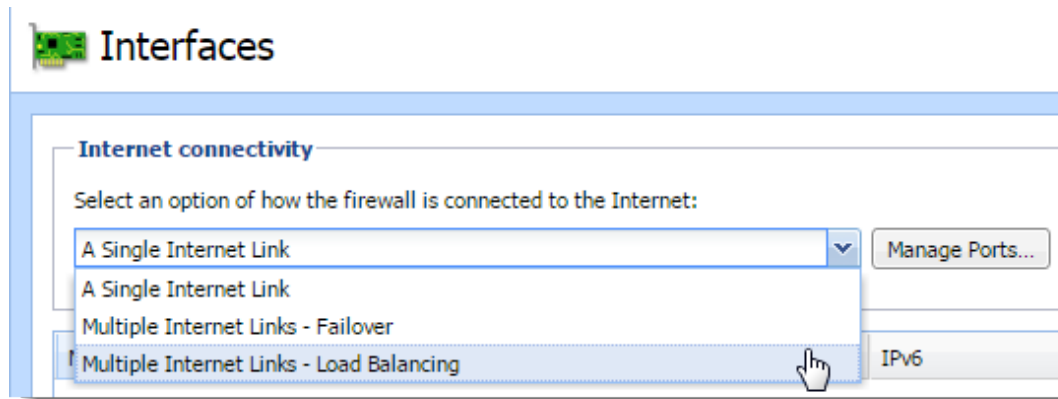 Interfaces
Internet connectivity
Select an option of how the firewall is connected to the Internet:
A Single Internet Link
Manage Ports...
A Single Internet Link
Multiple Internet Links - Failover
Multiple Internet Links - Load Balancing
IPv6